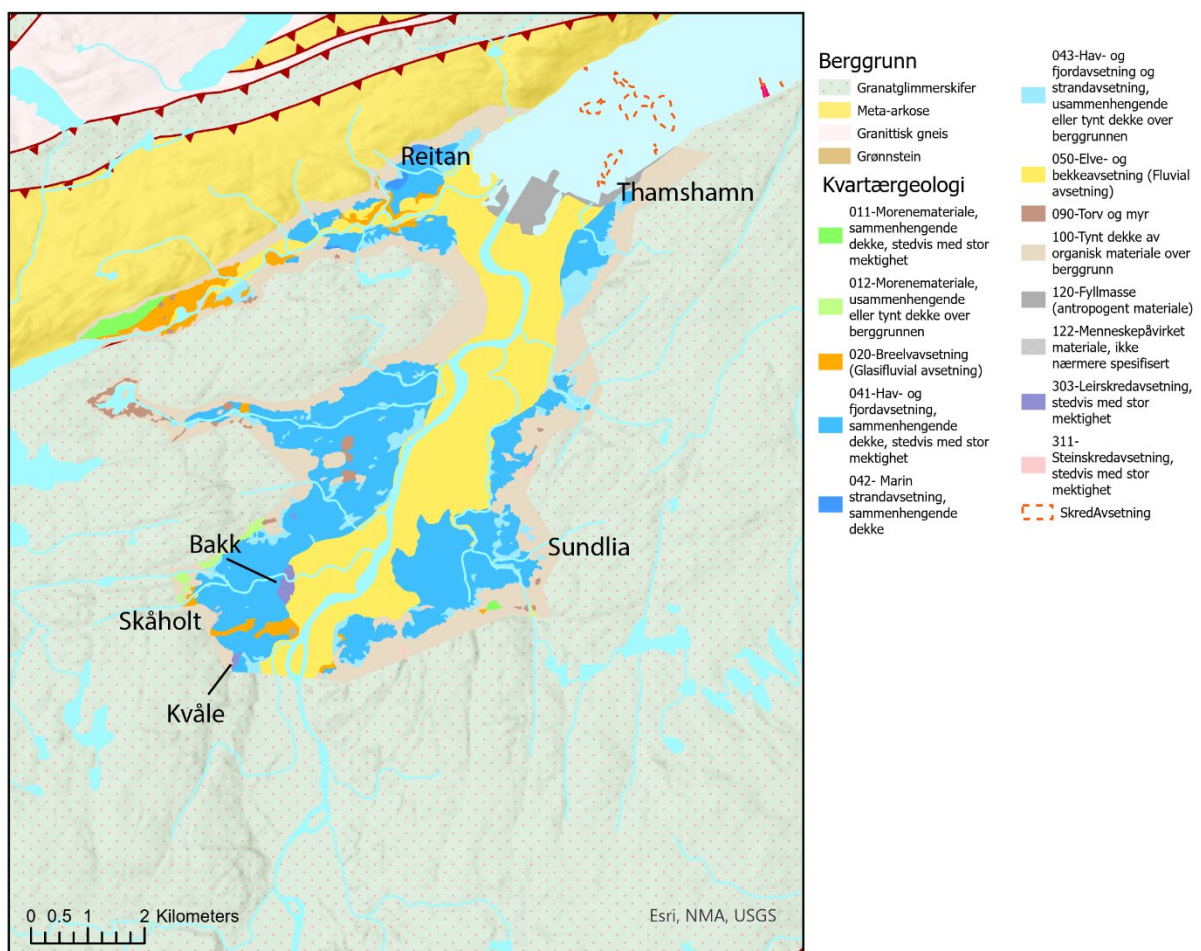 Reitan
Thamshamn
Bakk
Sundlia
Skåholt
Kvåle
0 0.5 1 2 Kilometers
Esri, NMA, USGS
Berggrunn
Granatglimmerskifer
Meta-arkose
Granittisk gneis
Grønnstein
Kvartærgeologi
011-Morenemateriale,
sammenhengende
dekke, stedvis med stor
mektighet
012-Morenemateriale,
usammenhengende
eller tynt dekke over
berggrunnen
020-Breelvavsetning
(Glasifluvial avsetning)
041-Hav- og
fjordavsetning,
sammenhengende
dekke, stedvis med stor
mektighet
042- Marin
strandavsetning,
sammenhengende
dekke
043-Hav- og
fjordavsetning og
strandavsetning,
usammenhengende
eller tynt dekke over
berggrunnen
050-Elve- og
bekkeavsetning (Fluvial
avsetning)
090-Torv og myr
100-Tynt dekke av
organisk materiale over
berggrunn
120-Fyllmasse
(antropogent materiale)
122-Menneskepåvirket
materiale, ikke
nærmere spesifisert
303-Leirskredavsetning,
stedvis med stor
mektighet
311-
Steinskredavsetning,
stedvis med stor
mektighet
SkredAvsetning